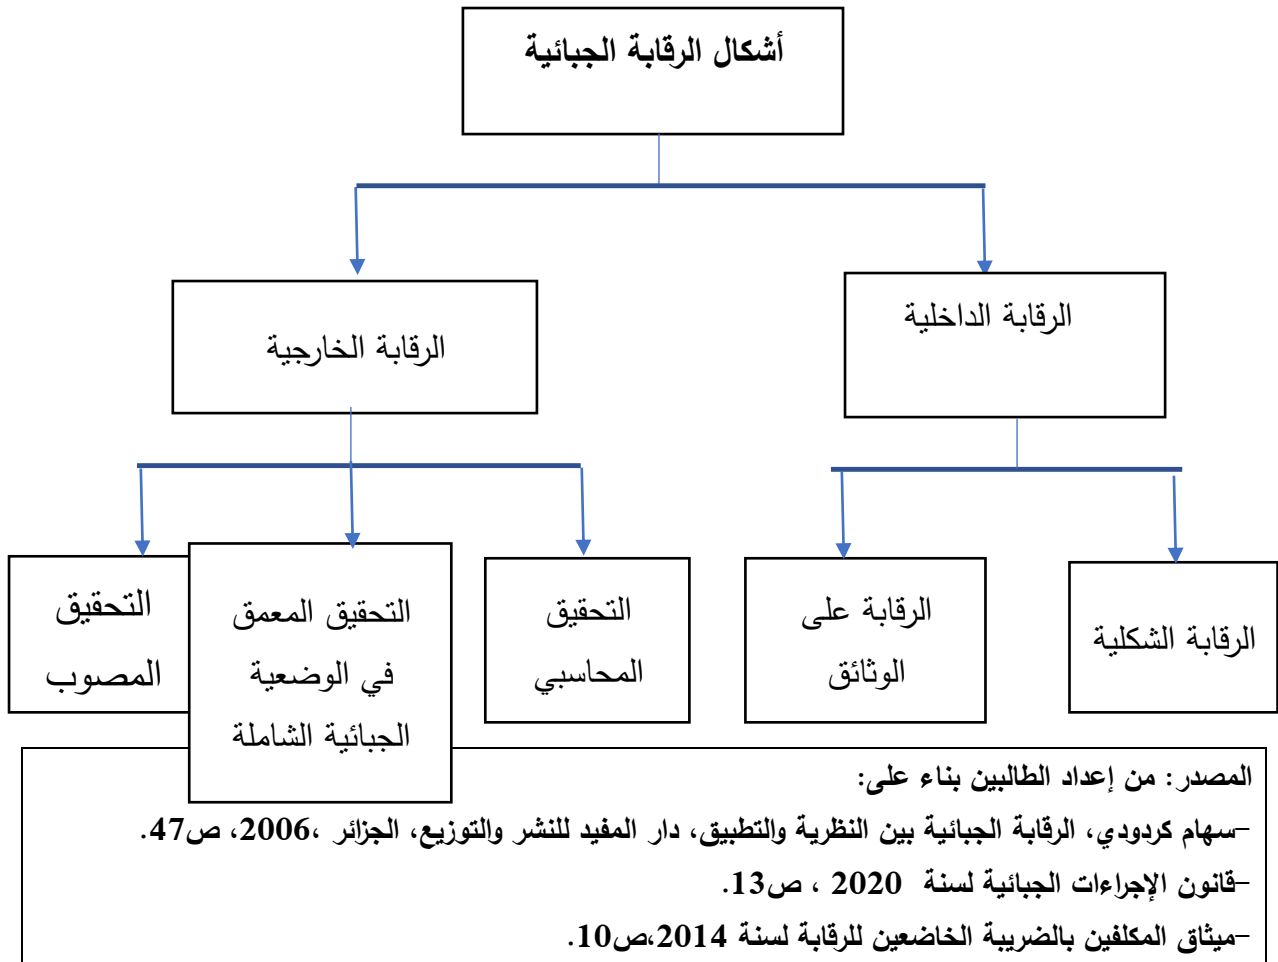 أشكال الرقابة الجبائية
الرقابة الداخلية
الرقابة الخارجية
الرقابة الشكلية
الرقابة على
الوثائق
التحقيق
المحاسبي
التحقيق المعمق
في الوضعية
الجبائية الشاملة
التحقيق
المصوب
المصدر: من إعداد الطالبين بناء على:
-سهام كردودي، الرقابة الجبائية بين النظرية والتطبيق، دار المفيد للنشر والتوزيع، الجزائر ،2006، ص47.
-قانون الإجراءات الجبائية لسنة 2020 ، ص13.
-ميثاق المكلفين بالضريبة الخاضعين للرقابة لسنة 2014،ص10.